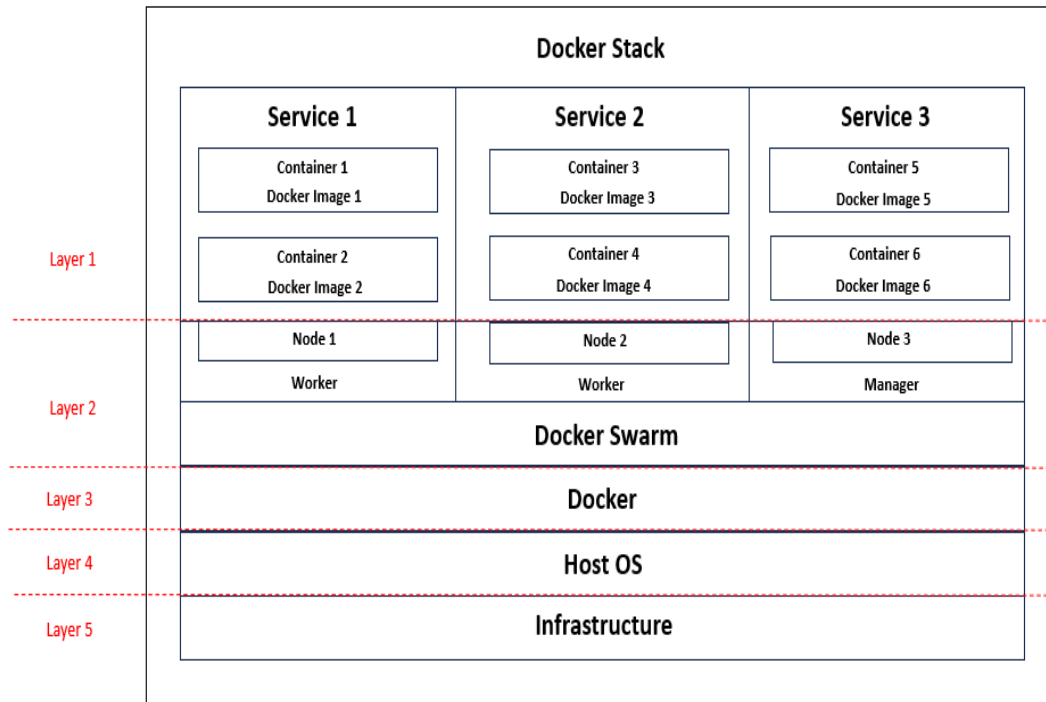 Docker Stack
Service 1
Service 2
Service 3
Container 1
Docker Image 1
Container 3
Docker Image 3
Container 5
Docker Image 5
Layer 1
Container 2
Docker Image 2
Container 4
Docker Image 4
Container 6
Docker Image 6
Node 1
Node 2
Node 3
Worker
Worker
Manager
Layer 2
Docker Swarm
Layer 3
Docker
Layer 4
Host OS
Layer 5
Infrastructure